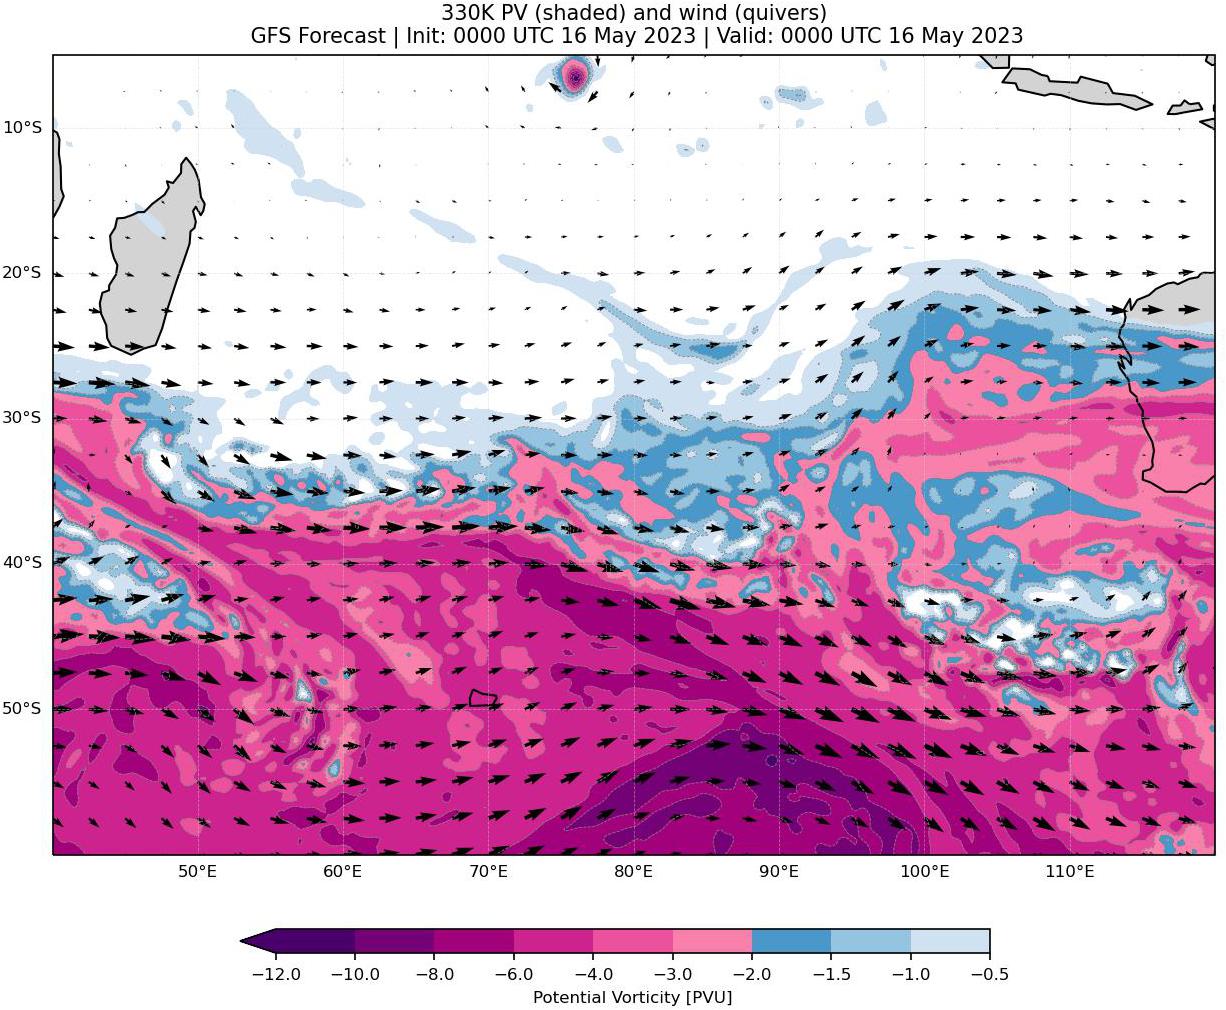 330K PV (shaded) and wind (quivers)
GFS Forecast | Init: 0000 UTC 16 May 2023 | Valid: 0000 UTC 16 May 2023
10°S
20°S
30°S
40°S
50°S
50°E 60°E 70°E 80°E 90°E 100°E 110°E
−12.0 −10.0 −8.0 −6.0 −4.0 −3.0 −2.0 −1.5 −1.0 −0.5
Potential Vorticity [PVU]